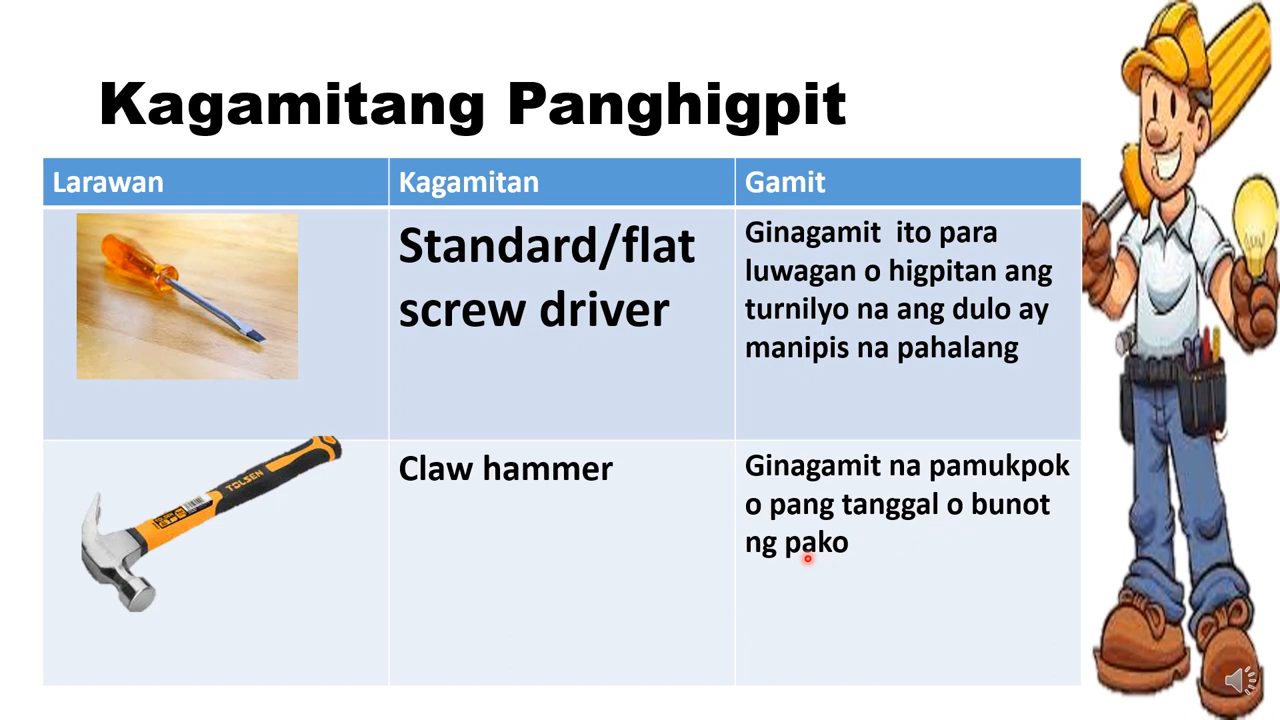 Kagamitang Panghigpit
Larawan
Kagamitan
Gamit
Standard/flat
screw driver
Ginagamit ito para
luwagan o higpitan ang
turnilyo na ang dulo ay
manipis na pahalang
TOLSEN
Claw hammer
Ginagamit na pamukpok
o pang tanggal o bunot
ng pako